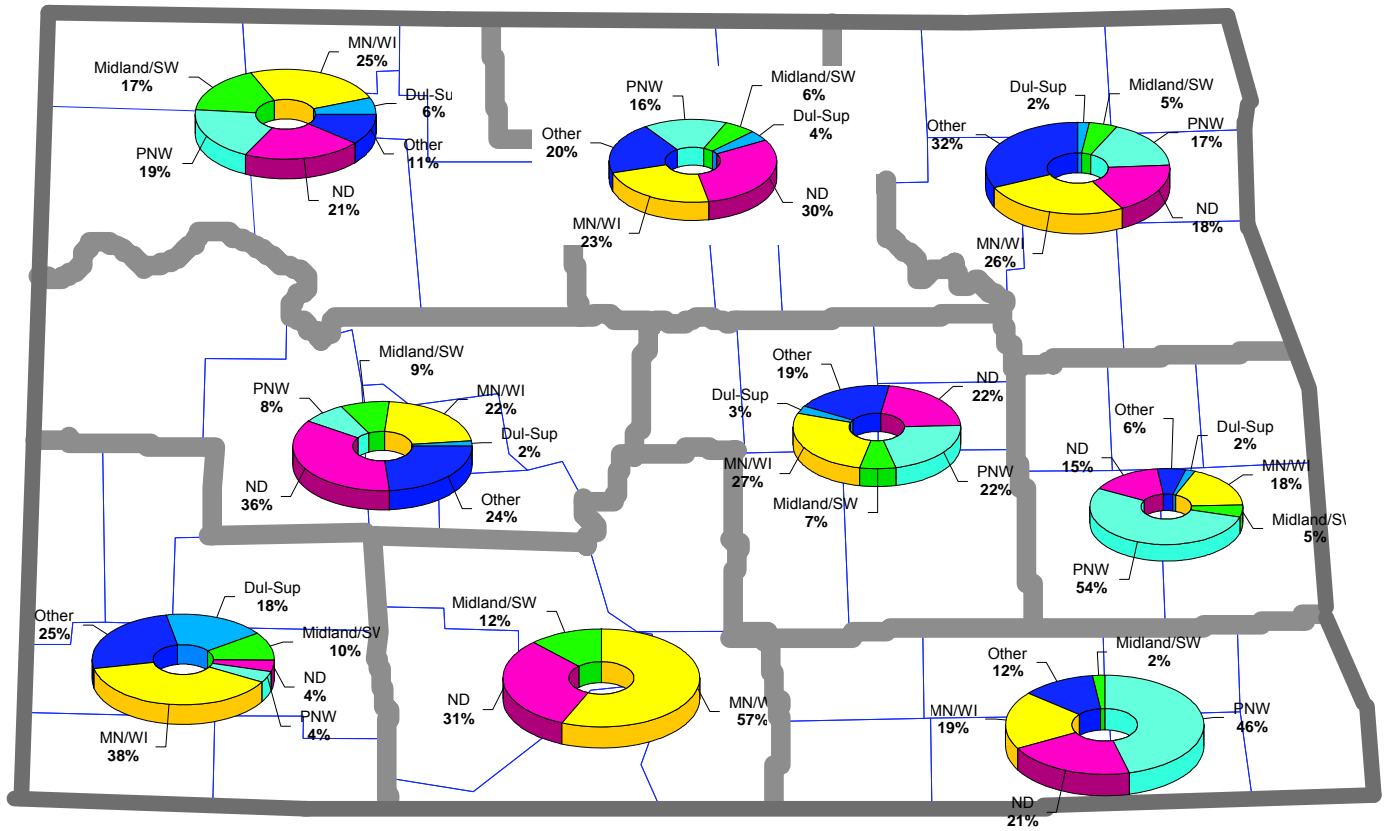 MN/WI
25%
Midland/SW
17%
Dul-Su
6%
Other
11%
PNW
19%
ND
21%
Midland/SW
6%
PNW
16%
Dul-Sup
4%
Other
20%
ND
30%
MN/WI
23%
Dul-Sup
2%
Midland/SW
5%
Other
32%
PNW
17%
ND
18%
MN/WI
26%
Midland/SW
9%
PNW
8%
MN/WI
22%
Dul-Sup
2%
ND
36%
Other
24%
Other
19%
ND
22%
Dul-Sup
3%
MN/WI
27%
PNW
22%
Midland/SW
7%
Other
6%
Dul-Sup
2%
ND
15%
MN/WI
18%
Midland/S
5%
PNW
54%
Dul-Sup
18%
Other
25%
Midland/S
10%
ND
4%
PNW
4%
MN/WI
38%
Midland/SW
12%
ND
31%
MN/W
57%
Midland/SW
2%
Other
12%
MN/WI
19%
PNW
46%
ND
21%